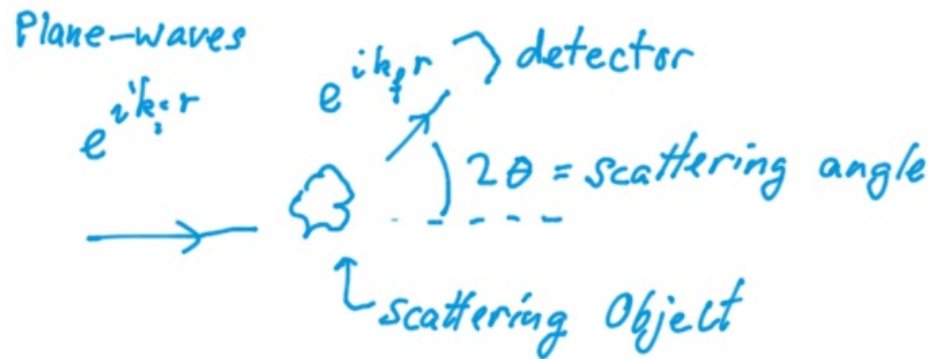 Plane-waves
e^{ik_i r}
e^{ik_f r}
detector
2θ = scattering angle
scattering Object